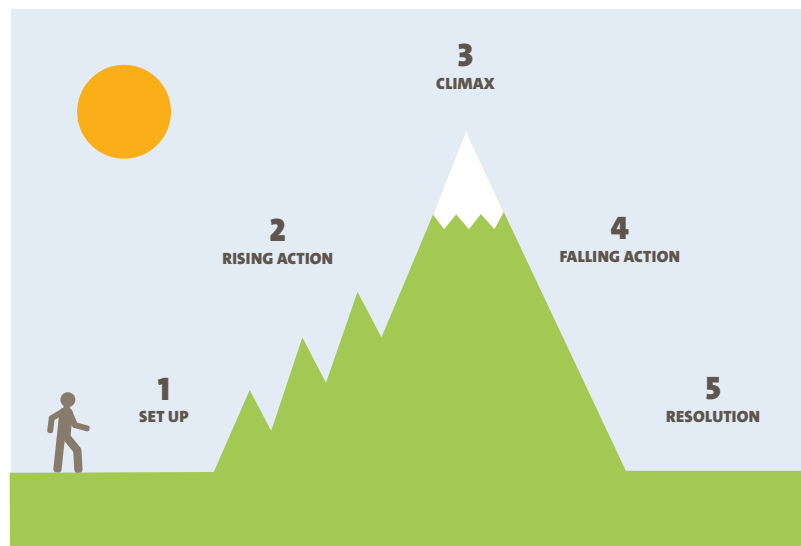 1
SET UP
2
RISING ACTION
3
CLIMAX
4
FALLING ACTION
5
RESOLUTION